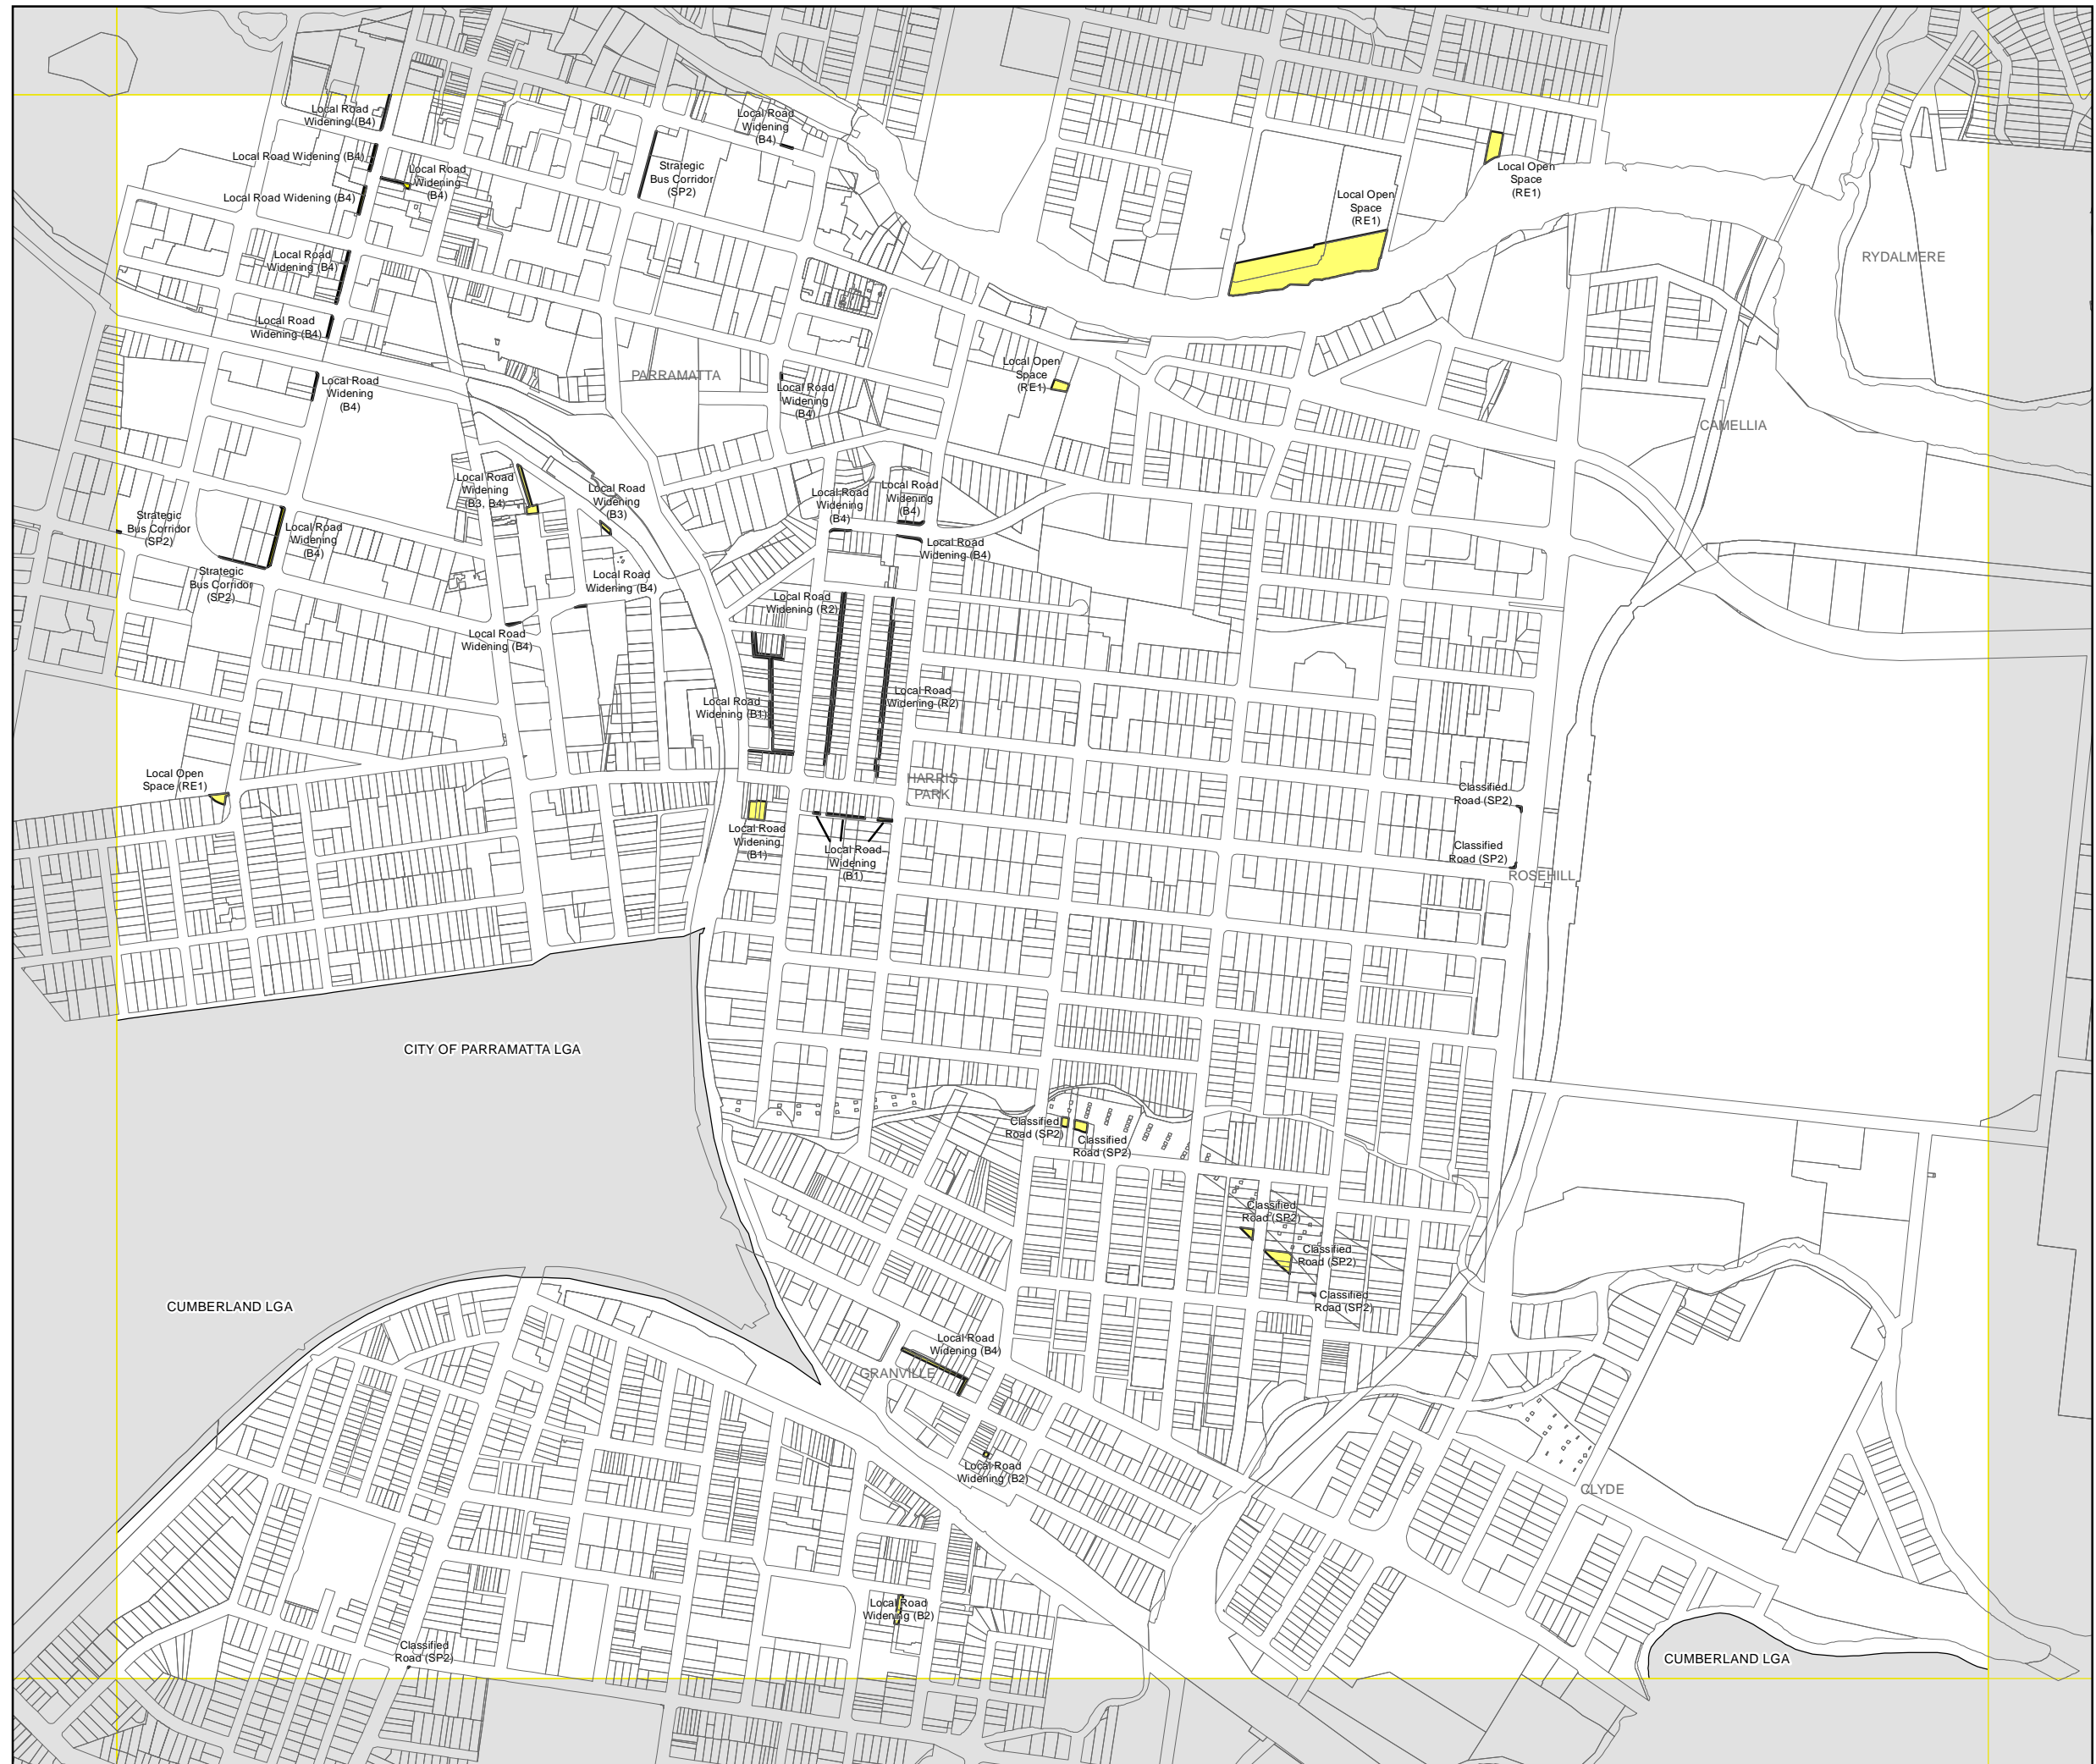 Local Road
Widening (B4)
Local Road
Widening
(B4)
Local Road Widening (B4)
Local Road
Widening
(B4)
Strategic
Bus Corridor
(SP2)
Local Open
Space
(RE1)
Local Road Widening (B4)
Local Open
Space
(RE1)
Local Road
Widening (B4)
RYDALMERE
Local Road
Widening (B4)
PARRAMATTA
Local Open
Space
(RE1)
Local Road
Widening
(B4)
Local Road
Widening
(B4)
CAMELLIA
Local Road
Widening
(B3, B4)
Local Road
Widening
(B3)
Local Road
Widening
(B4)
Local Road
Widening
(B4)
Strategic
Bus Corridor
(SP2)
Local Road
Widening
(B4)
Local Road
Widening (B4)
Strategic
Bus Corridor
(SP2)
Local Road
Widening (B4)
Local Road
Widening (R2)
Local Road
Widening (B4)
Local Road
Widening (B1)
Local Road
Widening (R2)
Local Open
Space (RE1)
HARRIS
PARK
Classified
Road (SP2)
Local Road
Widening
(B1)
Local Road
Widening
(B1)
Classified
Road (SP2)
ROSEHILL
CITY OF PARRAMATTA LGA
Classified
Road (SP2)
Classified
Road (SP2)
Classified
Road (SP2)
Classified
Road (SP2)
CUMBERLAND LGA
Classified
Road (SP2)
Local Road
Widening (B4)
GRANVILLE
Local Road
Widening (B2)
CLYDE
Local Road
Widening (B2)
Classified
Road (SP2)
CUMBERLAND LGA